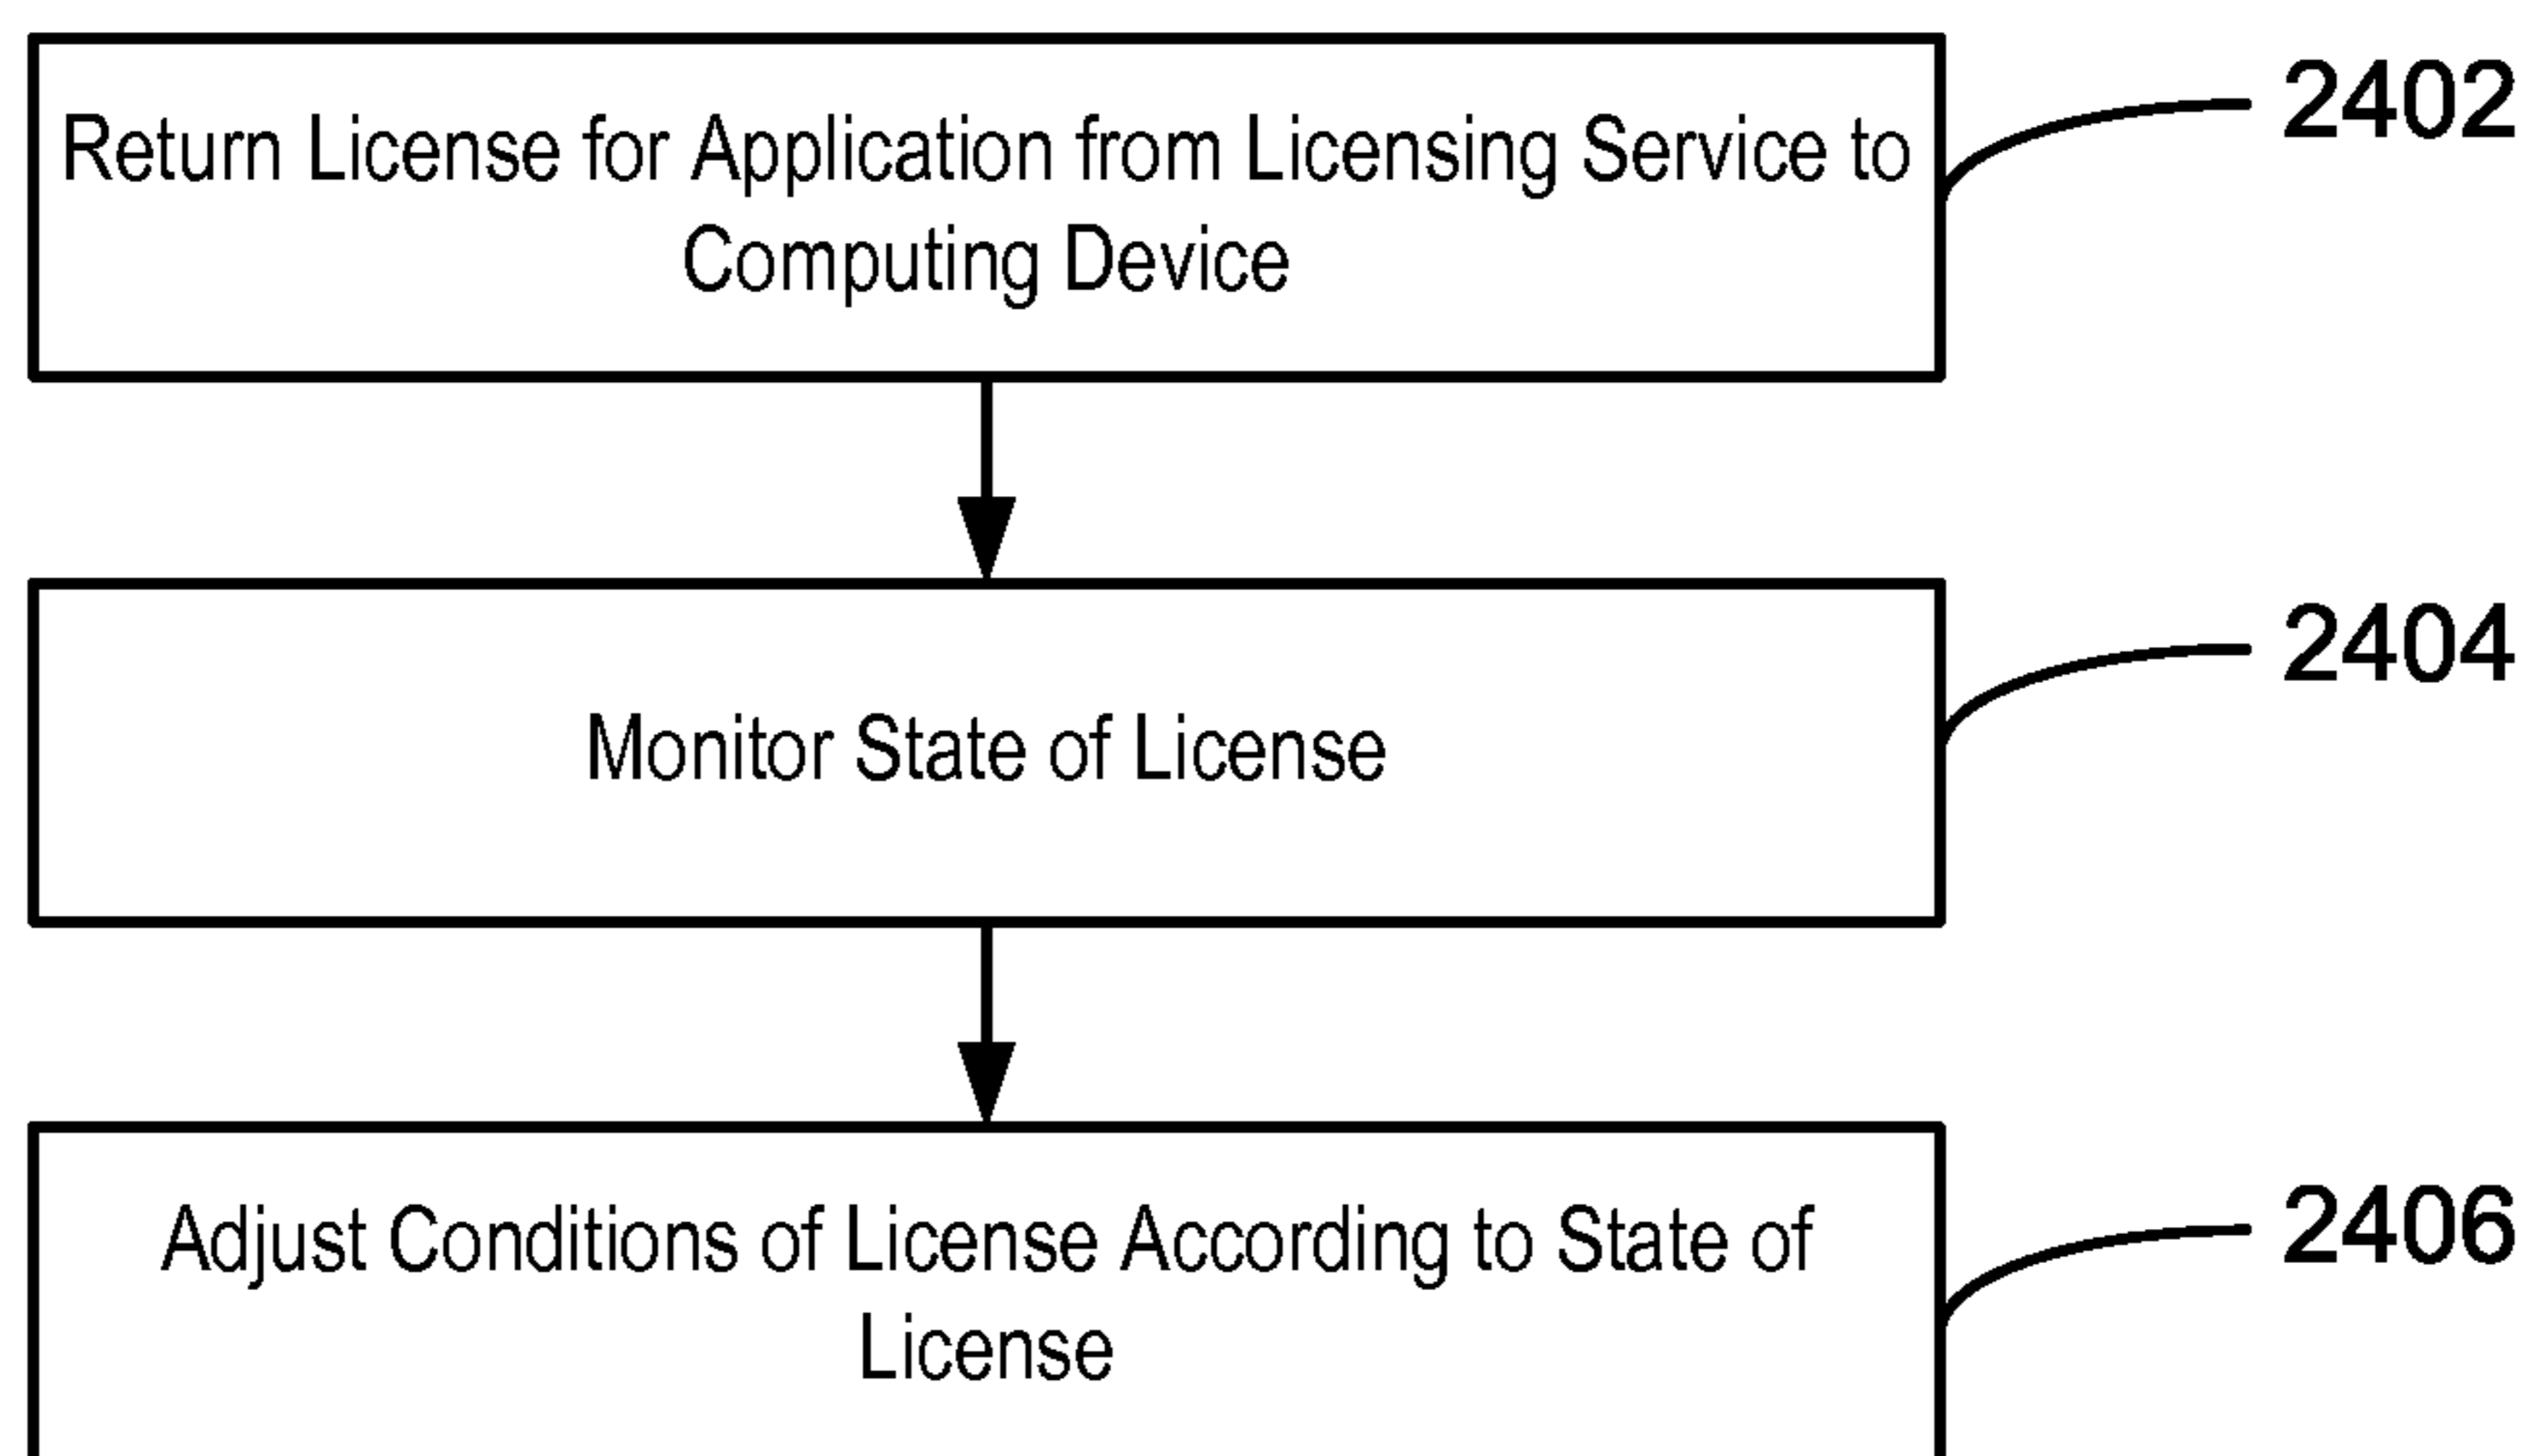 Return License for Application from Licensing Service to
Computing Device
2402
Monitor State of License
2404
Adjust Conditions of License According to State of
License
2406